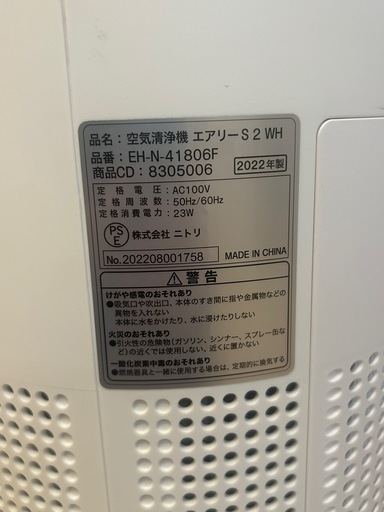 品名：空気清浄機 エアリーS 2 WH
品番：EH-N-41806F
商品CD：8305006 2022年製
定格電圧：AC100V
定格周波数：50Hz/60Hz
定格消費電力：23W
PSE 株式会社 ニトリ
No.202208001758 MADE IN CHINA
⚠警告
けがや感電のおそれあり
●吸気口や吹出口、本体のすき間に指や金属物などの
異物を入れない
本体に水をかけたり、水に浸けたりしない
火災のおそれあり
●引火性の危険物(ガソリン、シンナー、スプレー缶な
ど)の近くでは使用しない、近くに置かない
一酸化炭素中毒のおそれあり
●燃焼器具と一緒に使用する場合は、定期的に換気する